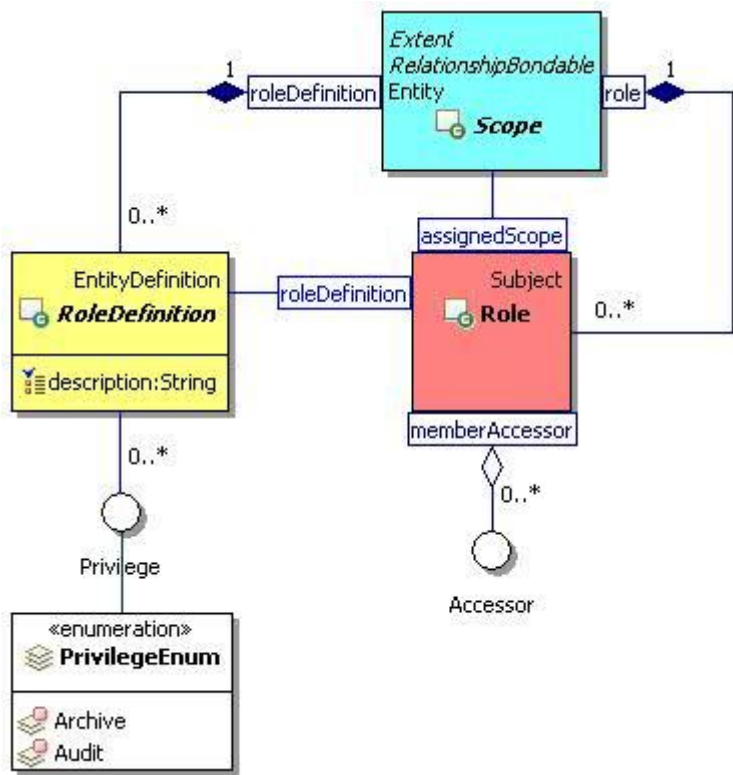 Extent
RelationshipBondable
Entity
Scope
1
roleDefinition
role
1
0..*
assignedScope
EntityDefinition
RoleDefinition
description:String
roleDefinition
Subject
Role
0..*
memberAccessor
0..*
0..*
Privilege
Accessor
«enumeration»
PrivilegeEnum
Archive
Audit